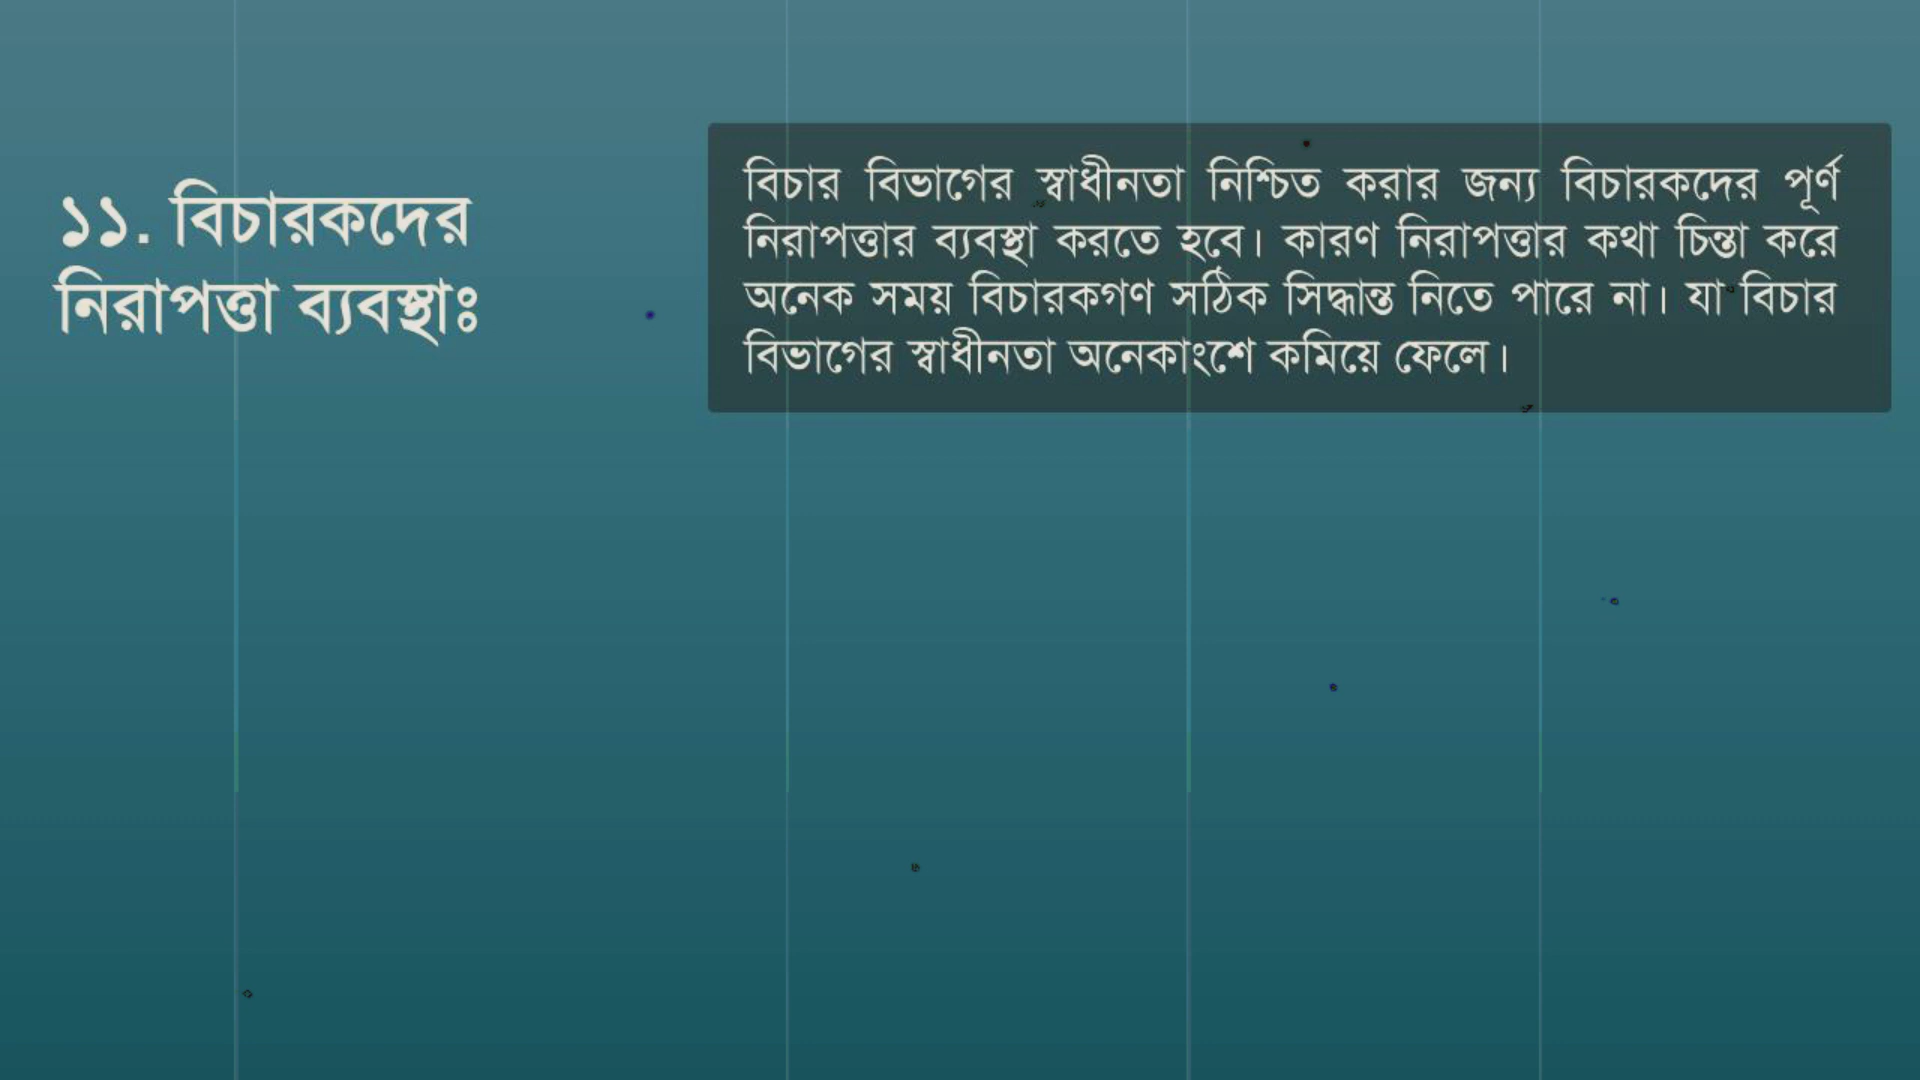 ১১. বিচারকদের
নিরাপত্তা ব্যবস্থাঃ
বিচার বিভাগের স্বাধীনতা নিশ্চিত করার জন্য বিচারকদের পূর্ণ
নিরাপত্তার ব্যবস্থা করতে হবে। কারণ নিরাপত্তার কথা চিন্তা করে
অনেক সময় বিচারকগণ সঠিক সিদ্ধান্ত নিতে পারে না। যা বিচার
বিভাগের স্বাধীনতা অনেকাংশে কমিয়ে ফেলে।